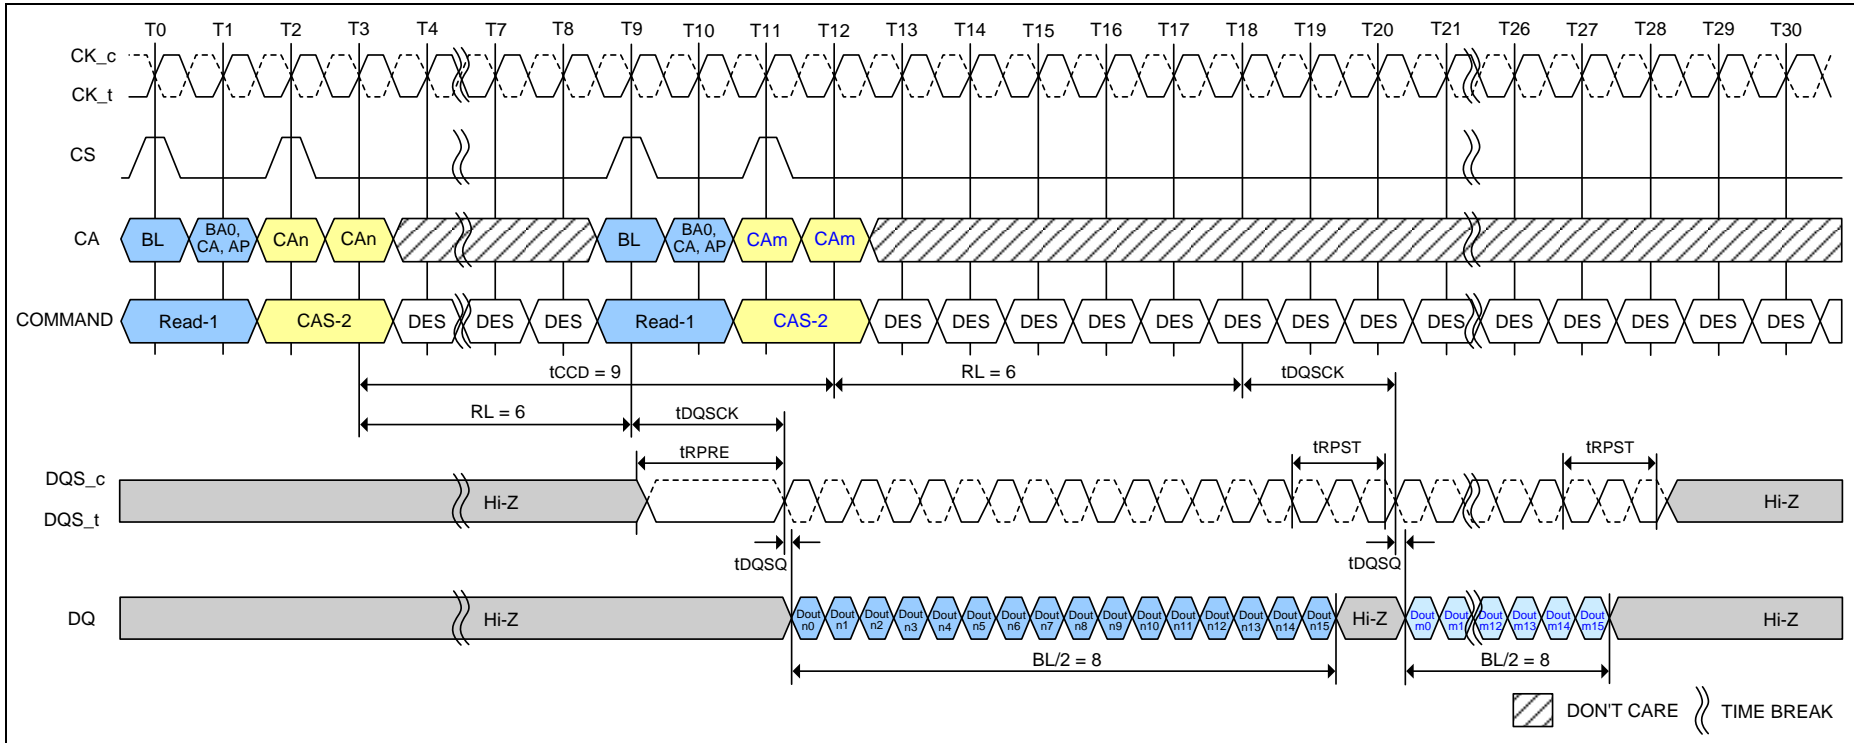 T0 T1 T2 T3 T4 T7 T8 T9 T10 T11 T12 T13 T14 T15 T16 T17 T18 T19 T20 T21 T26 T27 T28 T29 T30
CK_c
CK_t
CS
CA BL BA0, CA, AP CAn CAn BL BA0, CA, AP CAm CAm
COMMAND Read-1 CAS-2 DES DES DES Read-1 CAS-2 DES DES DES DES DES DES DES DES DES DES DES DES DES DES
tCCD = 9 RL = 6 tDQSCK
RL = 6 tDQSCK
tRPRE tRPST tRPST
DQS_c
DQS_t
Hi-Z Hi-Z
tDQSQ tDQSQ
DQ Hi-Z Dout n0 Dout n1 Dout n2 Dout n3 Dout n4 Dout n5 Dout n6 Dout n7 Dout n8 Dout n9 Dout n10 Dout n11 Dout n12 Dout n13 Dout n14 Dout n15 Hi-Z Dout m0 Dout m1 Dout m12 Dout m13 Dout m14 Dout m15 Hi-Z
BL/2 = 8 BL/2 = 8
DON'T CARE TIME BREAK